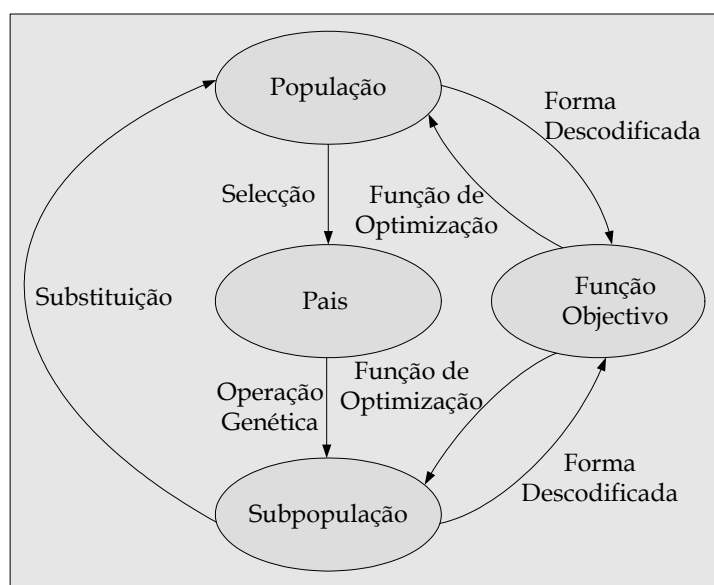 População
Forma
Descodificada
Selecção
Função de
Optimização
Substituição
Pais
Função
Objectivo
Operação
Genética
Função de
Optimização
Forma
Descodificada
Subpopulação